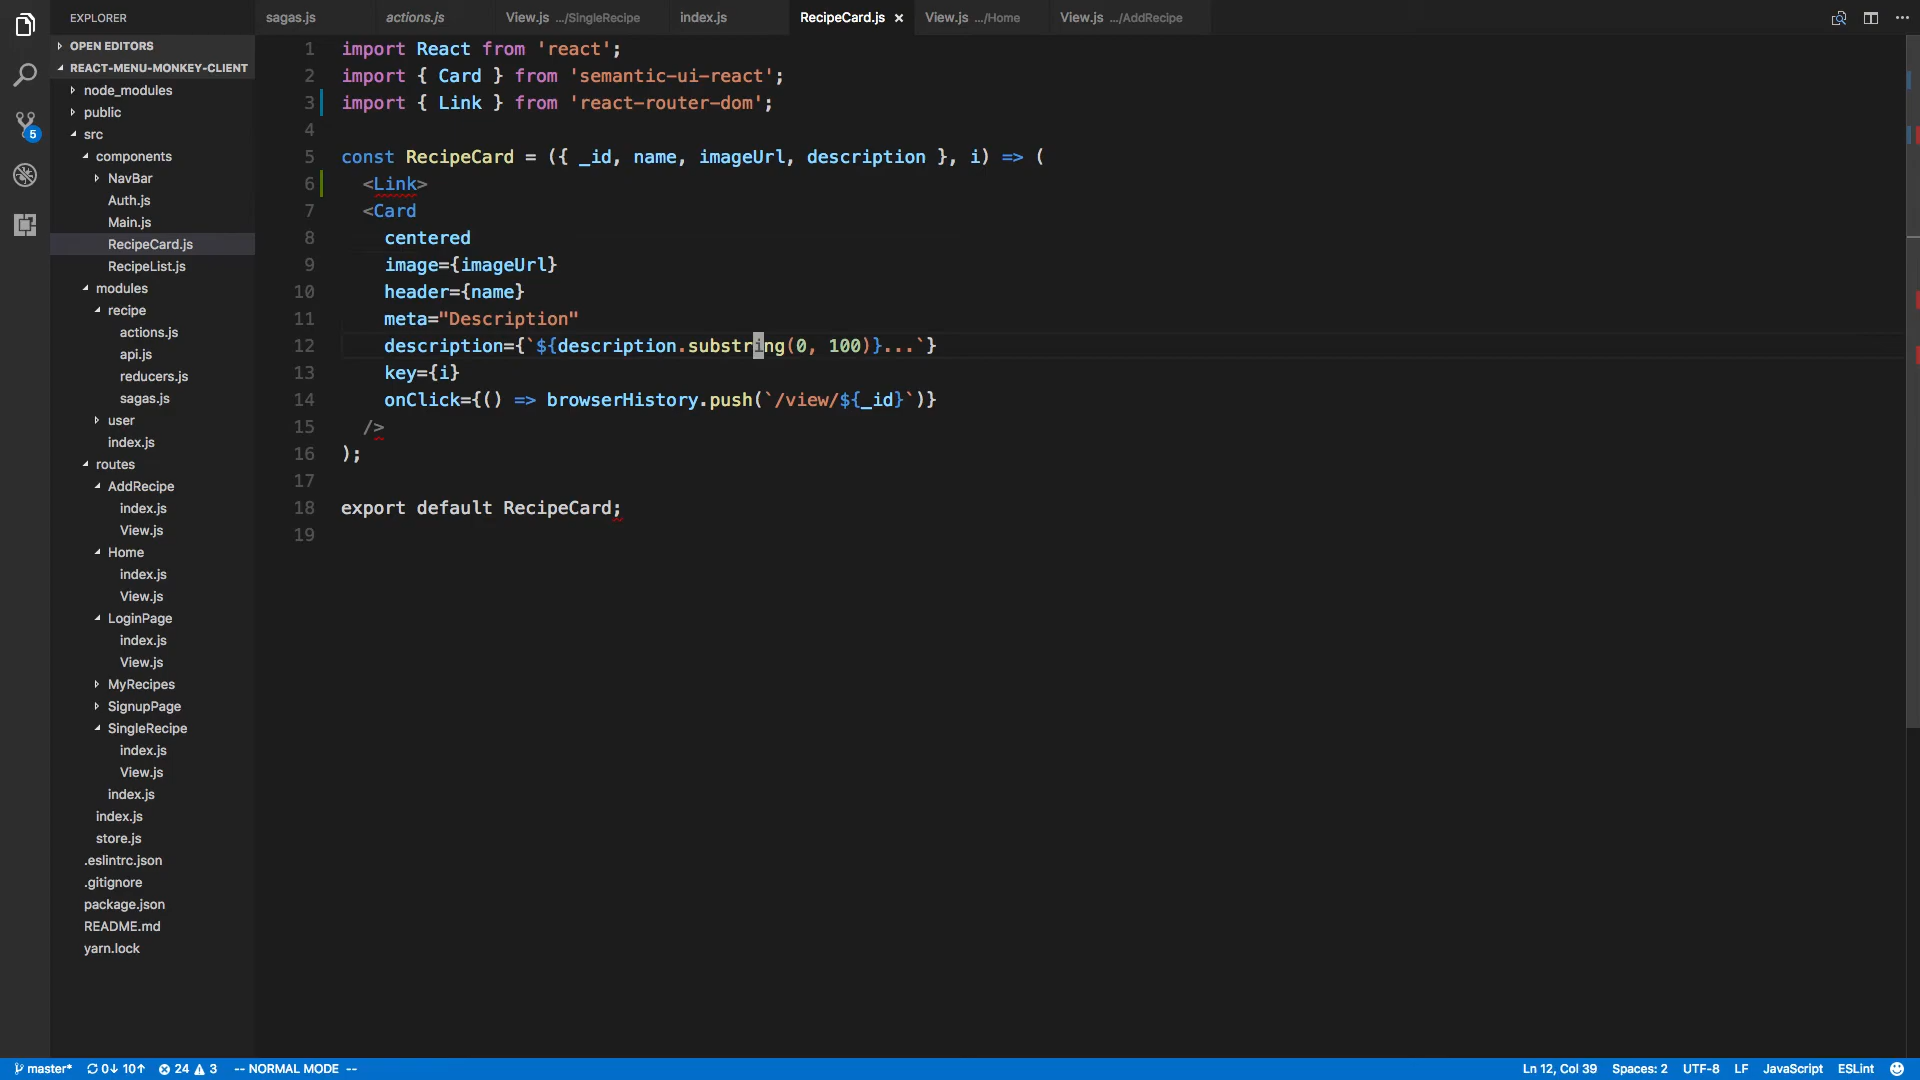 EXPLORER
OPEN EDITORS
REACT-MENU-MONKEY-CLIENT
node_modules
public
src
components
NavBar
Auth.js
Main.js
RecipeCard.js
RecipeList.js
modules
recipe
actions.js
api.js
reducers.js
sagas.js
user
index.js
routes
AddRecipe
index.js
View.js
Home
index.js
View.js
LoginPage
index.js
View.js
MyRecipes
SignupPage
SingleRecipe
index.js
View.js
index.js
index.js
store.js
.eslintrc.json
.gitignore
package.json
README.md
yarn.lock
5
sagas.js actions.js View.js .../SingleRecipe index.js RecipeCard.js × View.js .../Home View.js .../AddRecipe
1 import React from 'react';
2 import { Card } from 'semantic-ui-react';
3 import { Link } from 'react-router-dom';
4
5 const RecipeCard = ({ _id, name, imageUrl, description }, i) => (
6 <Link>
7 <Card
8 centered
9 image={imageUrl}
10 header={name}
11 meta="Description"
12 description={`${description.substring(0, 100)}...`}
13 key={i}
14 onClick={() => browserHistory.push(`/view/${_id}`)}
15 />
16 );
17
18 export default RecipeCard;
19
master* 0↓ 10↑ 24 3 -- NORMAL MODE -- Ln 12, Col 39 Spaces: 2 UTF-8 LF JavaScript ESLint